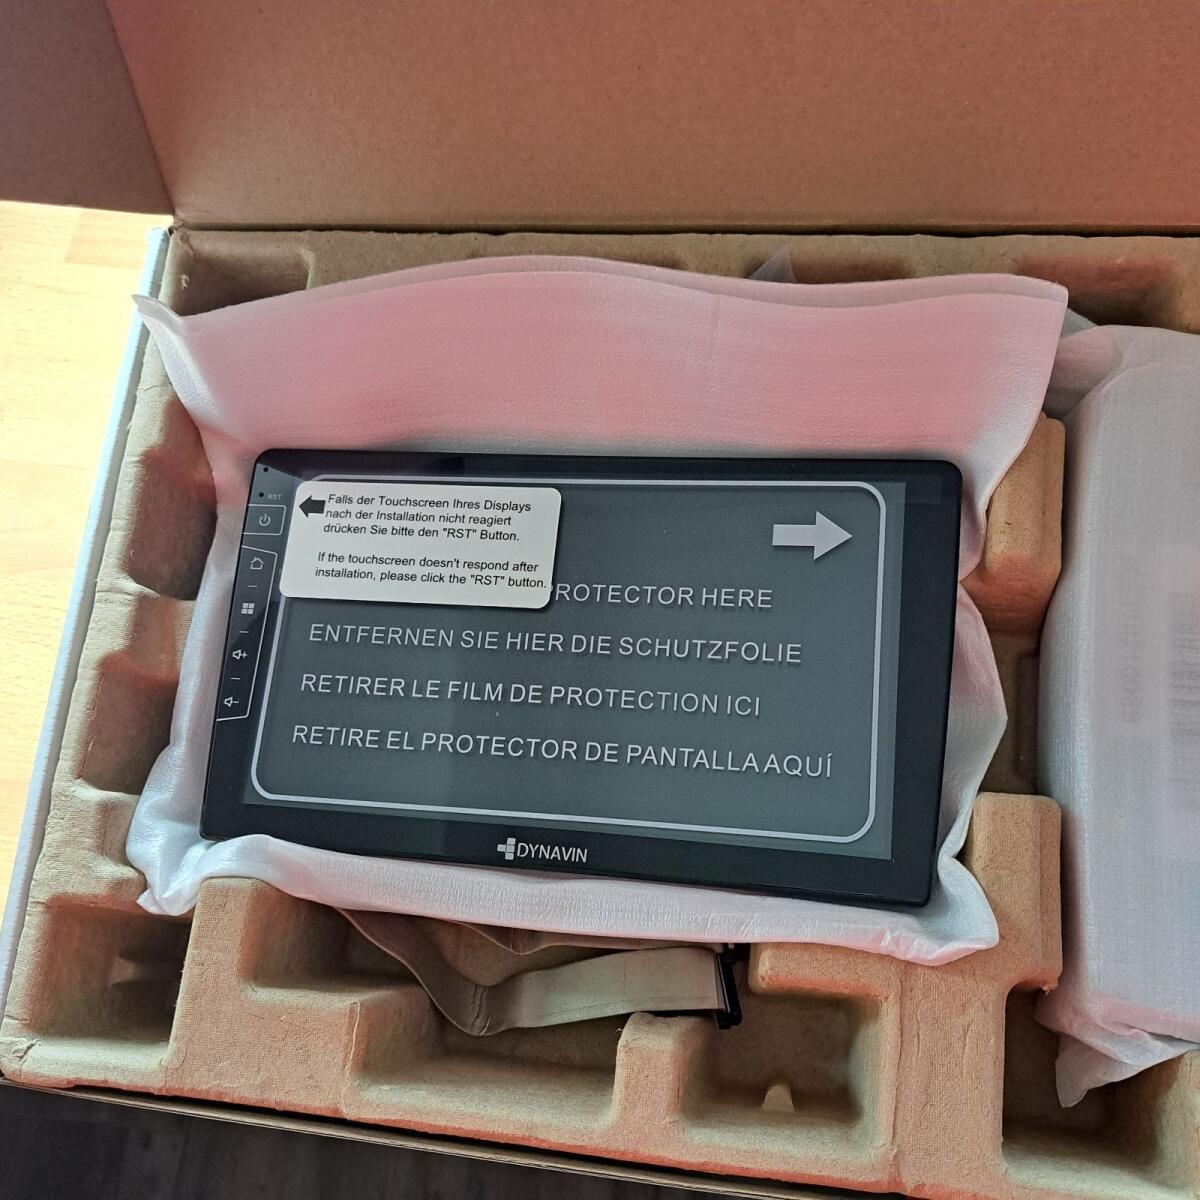 RST
Falls der Touchscreen Ihres Displays
nach der Installation nicht reagiert
drücken Sie bitte den "RST" Button.
If the touchscreen doesn't respond after
installation, please click the "RST" button.
PROTECTOR HERE
ENTFERNEN SIE HIER DIE SCHUTZFOLIE
RETIRER LE FILM DE PROTECTION ICI
RETIRE EL PROTECTOR DE PANTALLA AQUÍ
DYNAVIN